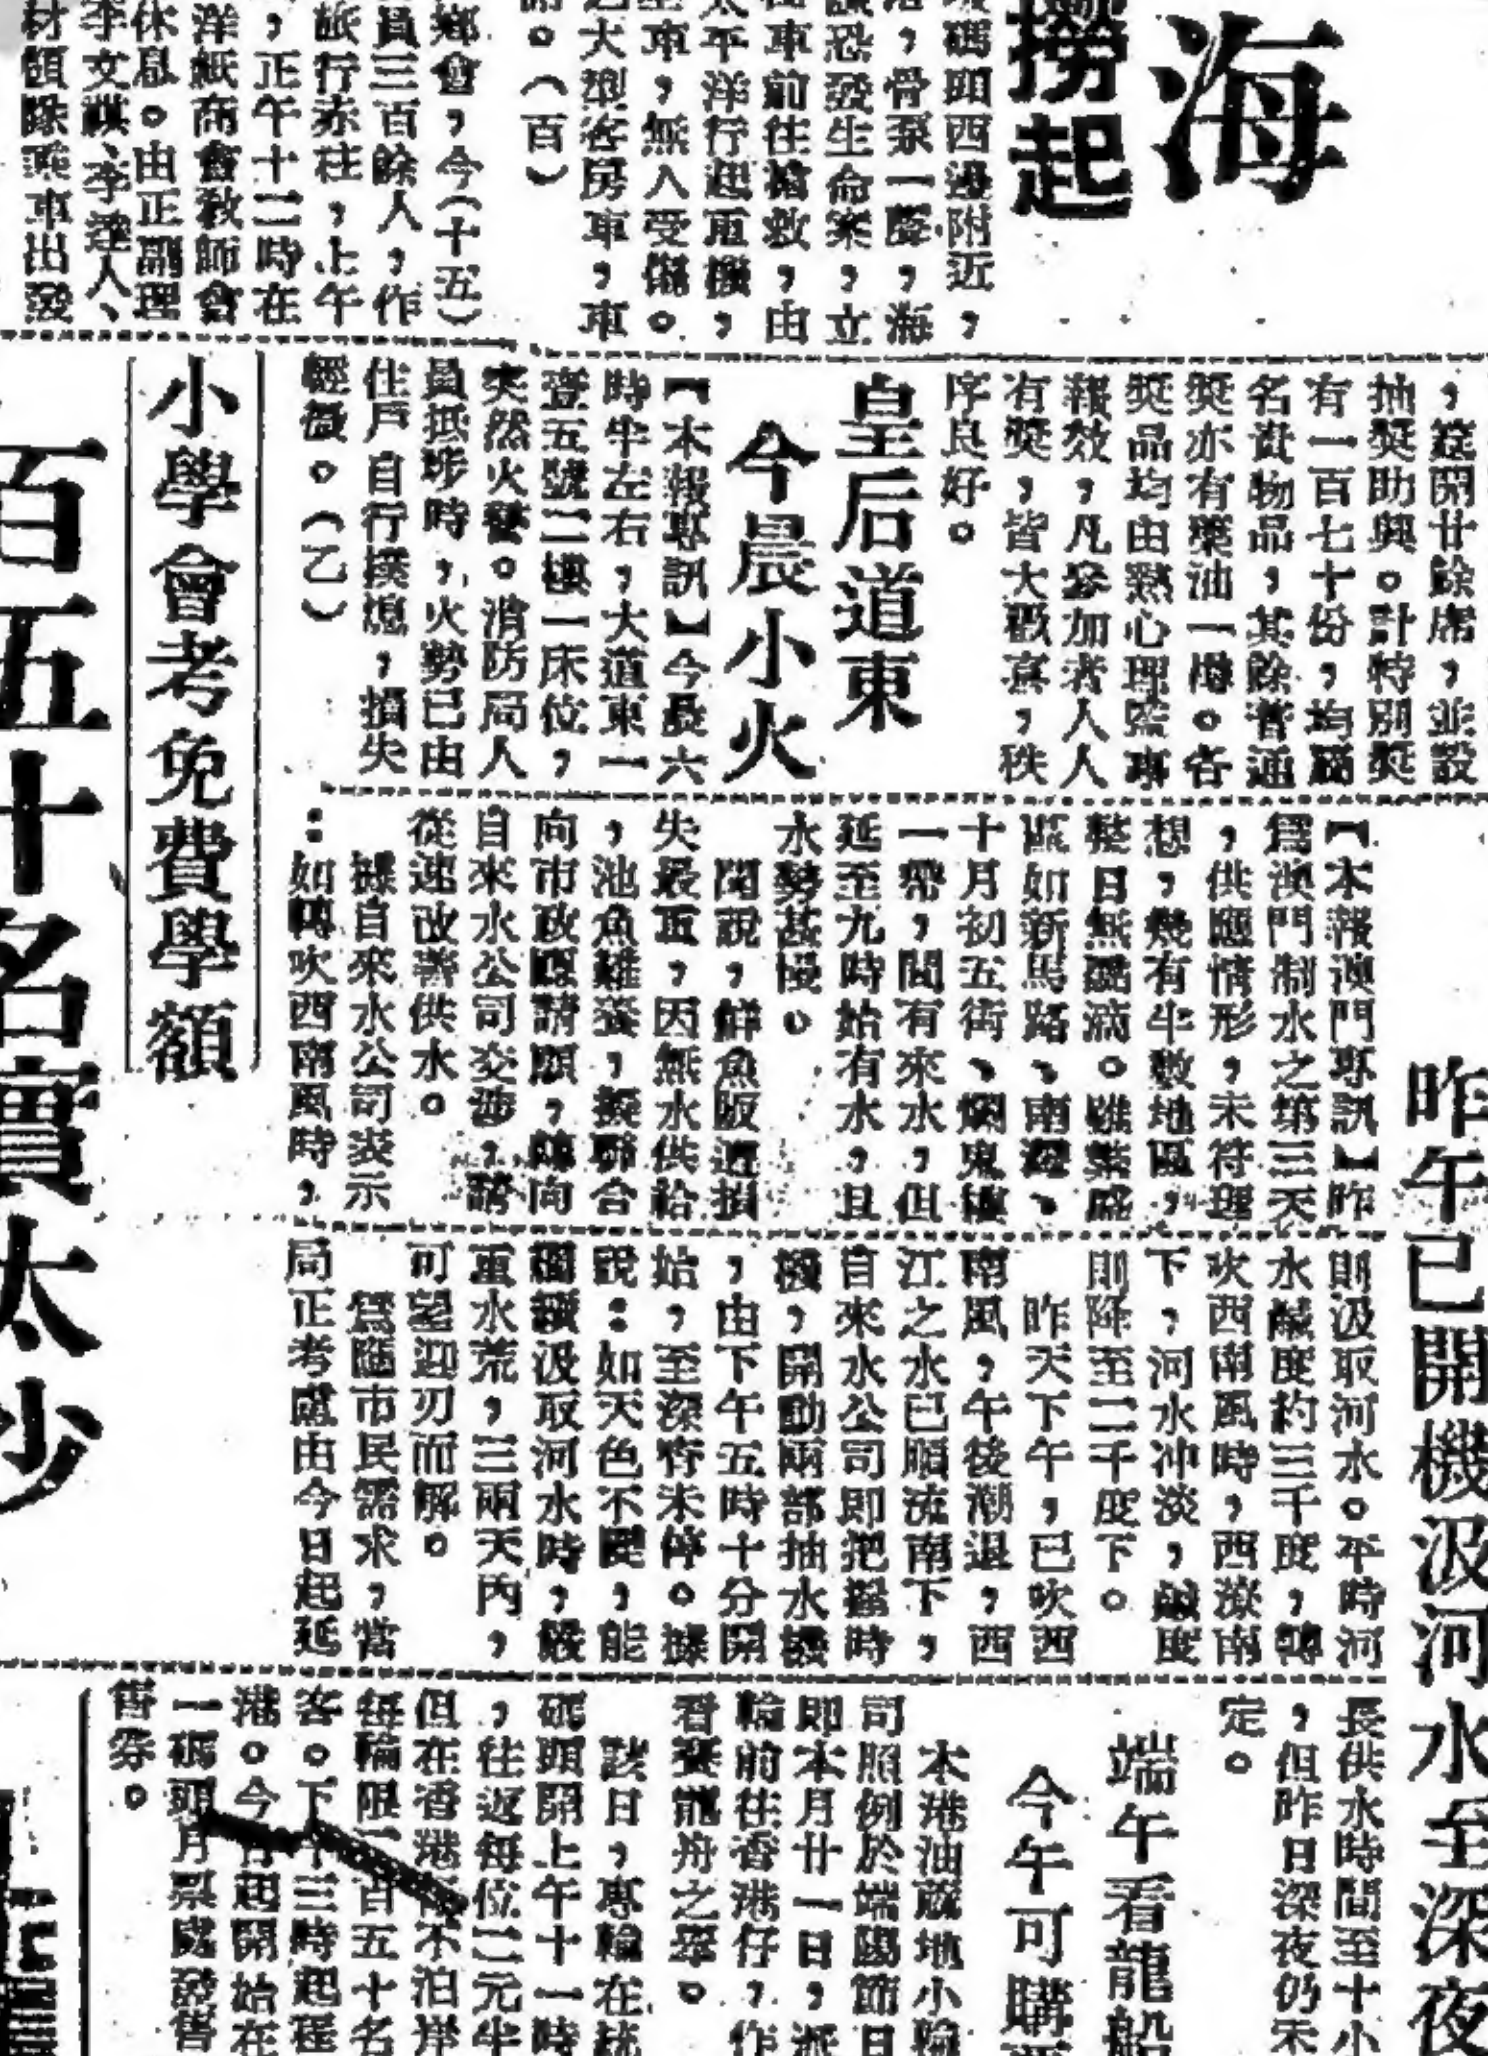 海
撈起
碼頭西邊附近，
，骨
恐發生命案，立
車前往搶救，由
太平洋行起重機，
車，無人受傷。
大型客房車，車
。（百）
鄉會，今（十五）
員三百餘人，作
旅行赤柱，上午
，正午十二時在
洋紙商會敎師會
休息。由正副理
李文祺、李達人、
材領隊乘車出發
，筵開廿餘席，並設
抽獎助興。計特別獎
有一百七十份，均屬
名貴物品，其餘普通
獎亦有藥油一樽。各
獎品均由熱心理監事
報效，凡參加者人人
有獎，皆大歡喜，秩
序良好。
皇后道東
今晨小火
【本報專訊】今晨六
時半左右，大道東一
壹五號二樓一床位，
突然火警。消防局人
員抵埗時，火勢已由
住戶自行撲熄，損失
輕微。（乙）
小學會考免費學額
百五十名實太少
昨午已開機汲河水至深夜
【本報澳門專訊】昨
爲澳門制水之第三天
，供應情形，未符理
想，幾有半數地區，
整日無點滴。雖繁盛
區如新馬路、南灣、
十月初五街、爛鬼樓
一帶，間有來水，但
延至九時始有水，且
水勢甚慢。
聞說，鮮魚販遭損
失最重，因無水供給
，池魚難養，擬聯合
向市政廳請願，轉向
自來水公司交涉，請
從速改善供水。
據自來水公司表示
：如轉吹西南風時，
則汲取河水。平時河
水鹹度約三千度，轉
吹西南風時，西潦南
下，河水冲淡，鹹度
則降至二千度下。
昨天下午，已吹西
南風，午後潮退，西
江之水已順流南下，
自來水公司即把握時
機，開動兩部抽水機
，由下午五時十分開
始，至深宵未停。據
說：如天色不變，能
繼續汲取河水時，嚴
重水荒，三兩天內，
可望迎刃而解。
爲應市民需求，當
局正考慮由今日起延
長供水時間至十小
，但昨日深夜仍未
定。
端午看龍船
今午可購
本港油蔴地小輪
司照例於端陽節日
即本月廿一日，派
輪前往香港仔，作
看賽龍舟之舉。
該日，專輪在統
碼頭開上午十一時
，往返每位二元半
但在香港不泊岸
每輪限二百五十名
客。下午三時起程
港。今日起開始在
一碼頭月票處發售
售券。